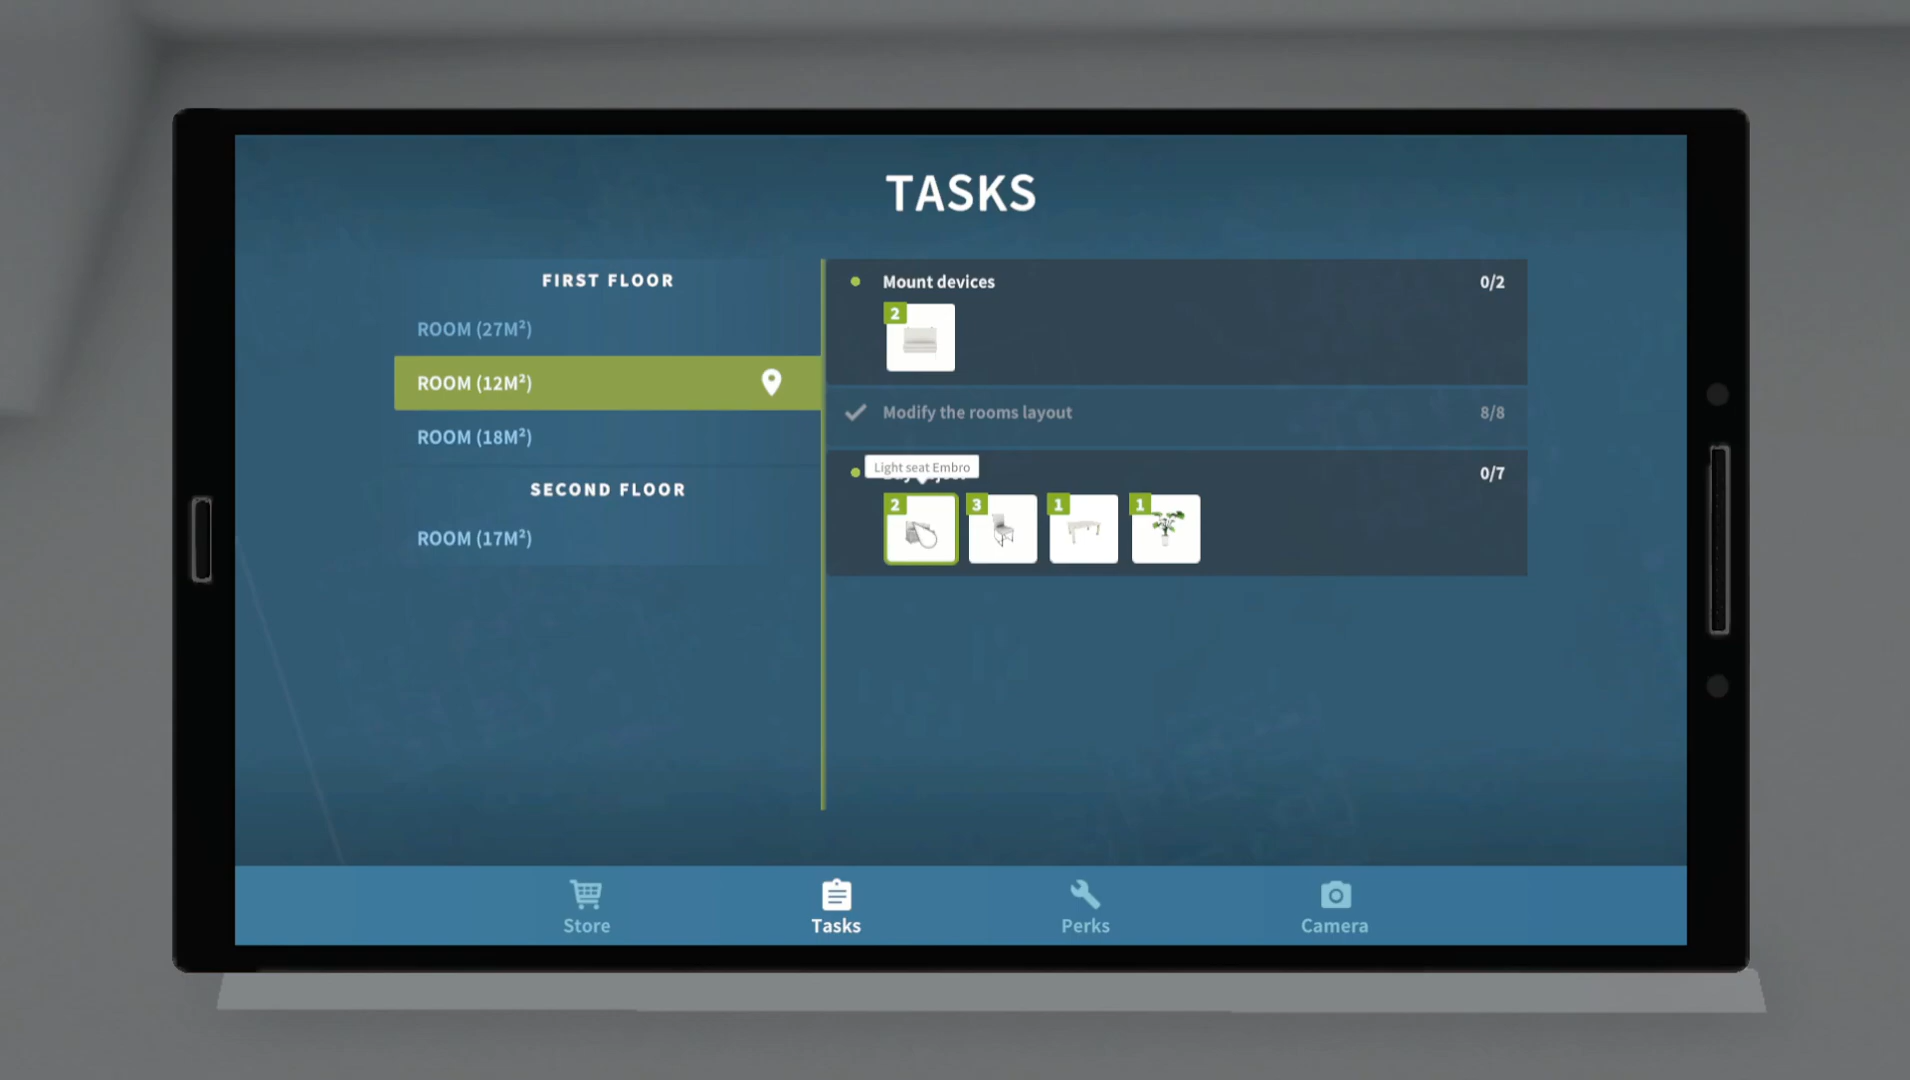 TASKS
FIRST FLOOR
ROOM (27M²)
ROOM (12M²)
ROOM (18M²)
SECOND FLOOR
ROOM (17M²)
Mount devices 0/2
2
Modify the rooms layout 8/8
Light seat Embro
0/7
2 3 1 1
Store Tasks Perks Camera